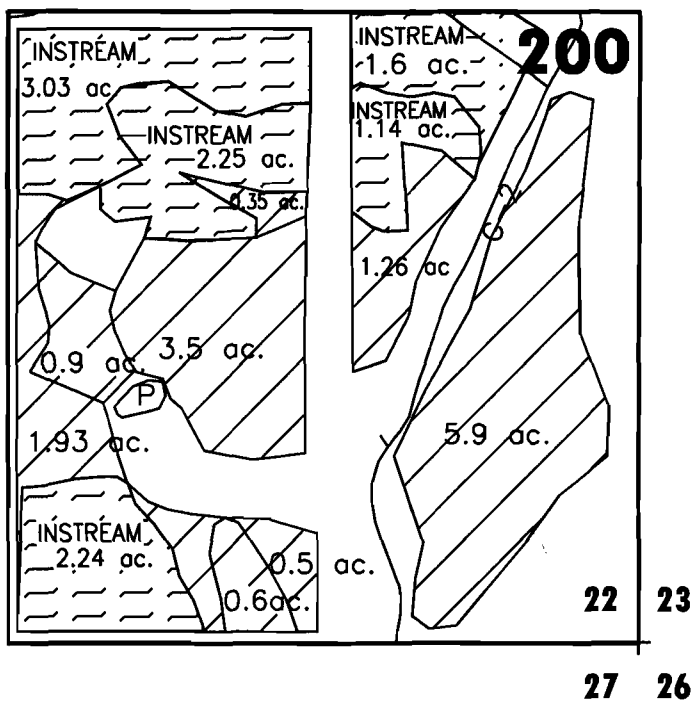 INSTREAM
3.03 ac
INSTREAM
2.25 ac.
0.35 ac.
INSTREAM
1.6 ac.
200
INSTREAM
1.14 ac.
1.26 ac
0.9 ac.
3.5 ac.
P
1.93 ac.
5.9 ac.
INSTREAM
2.24 ac.
0.5 ac.
0.6ac.
22 23
27 26